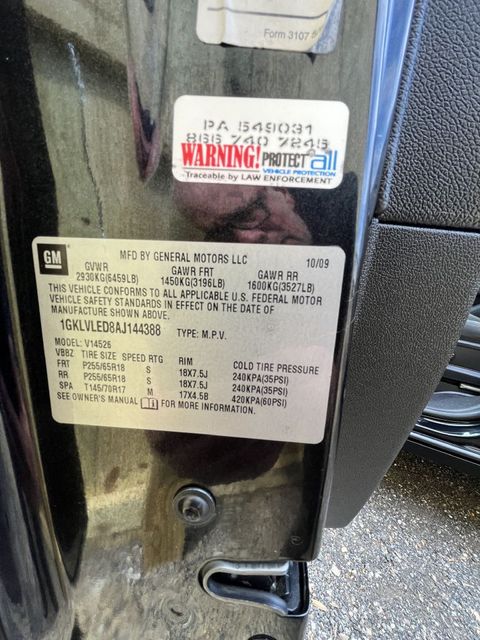 Form 3107
PA 549031
866 740 7245
WARNING! PROTECT all
VEHICLE PROTECTION
Traceable by LAW ENFORCEMENT
GM
MFD BY GENERAL MOTORS LLC 10/09
GVWR GAWR FRT GAWR RR
2930KG(6459LB) 1450KG(3196LB) 1600KG(3527LB)
THIS VEHICLE CONFORMS TO ALL APPLICABLE U.S. FEDERAL MOTOR
VEHICLE SAFETY STANDARDS IN EFFECT ON THE DATE OF
MANUFACTURE SHOWN ABOVE.
1GKLVLED8AJ144388 TYPE: M.P.V.
MODEL: V14526
VBBZ TIRE SIZE SPEED RTG RIM COLD TIRE PRESSURE
FRT P255/65R18 S 18X7.5J 240KPA(35PSI)
RR P255/65R18 S 18X7.5J 240KPA(35PSI)
SPA T145/70R17 M 17X4.5B 420KPA(60PSI)
SEE OWNER'S MANUAL FOR MORE INFORMATION.